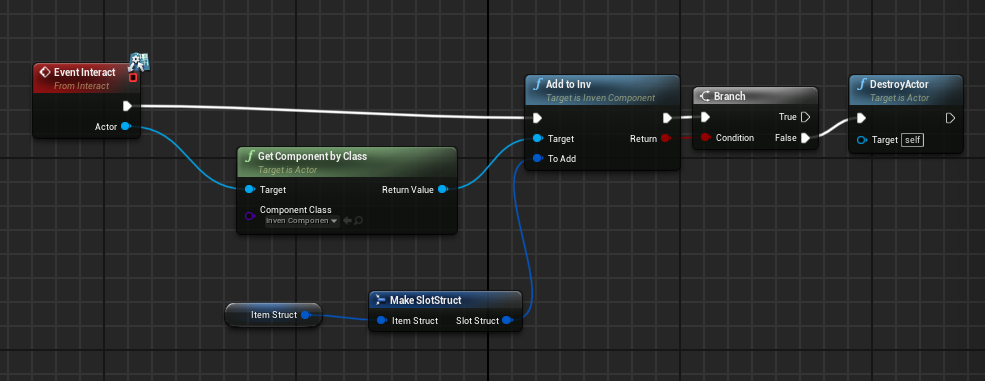 Event Interact
From Interact
Actor
Get Component by Class
Target is Actor
Target
Return Value
Component Class
Inven Componen
Add to Inv
Target is Inven Component
Target
Return
To Add
Branch
True
Condition
False
DestroyActor
Target is Actor
Target
self
Item Struct
Make SlotStruct
Item Struct
Slot Struct